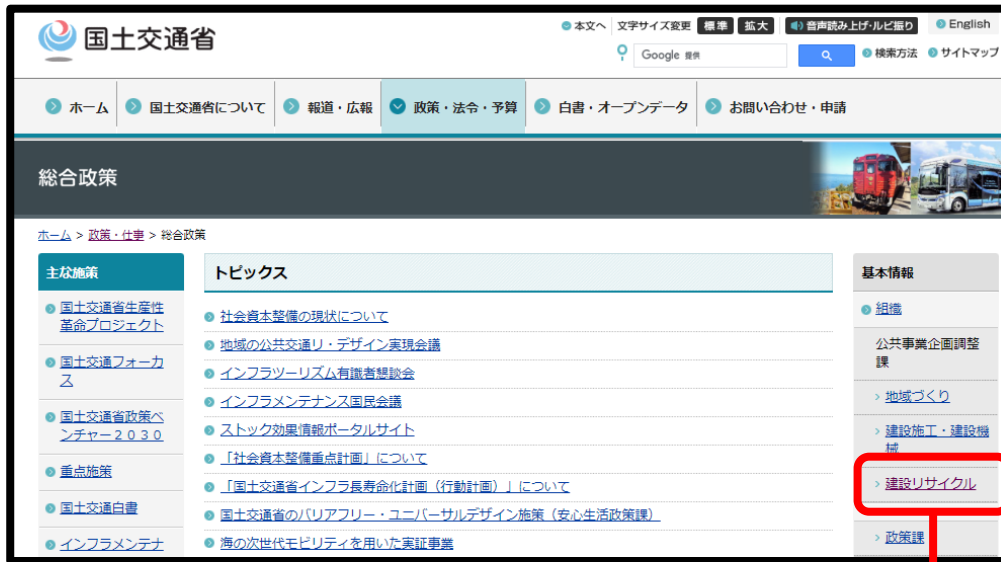 国土交通省
本文へ 文字サイズ変更 標準 拡大 音声読み上げ・ルビ振り English
Google 提供 検索方法 サイトマップ
ホーム 国土交通省について 報道・広報 政策・法令・予算 白書・オープンデータ お問い合わせ・申請
総合政策
ホーム > 政策・仕事 > 総合政策
主な施策
国土交通省生産性
革命プロジェクト
国土交通フォーカ
ス
国土交通省政策ベ
ンチャー2030
重点施策
国土交通白書
インフラメンテナ
トピックス
社会資本整備の現状について
地域の公共交通リ・デザイン実現会議
インフラツーリズム有識者懇談会
インフラメンテナンス国民会議
ストック効果情報ポータルサイト
「社会資本整備重点計画」について
「国土交通省インフラ長寿命化計画（行動計画）」について
国土交通省のバリアフリー・ユニバーサルデザイン施策（安心生活政策課）
海の次世代モビリティを用いた実証事業
基本情報
組織
公共事業企画調整
課
地域づくり
建設施工・建設機
械
建設リサイクル
政策課